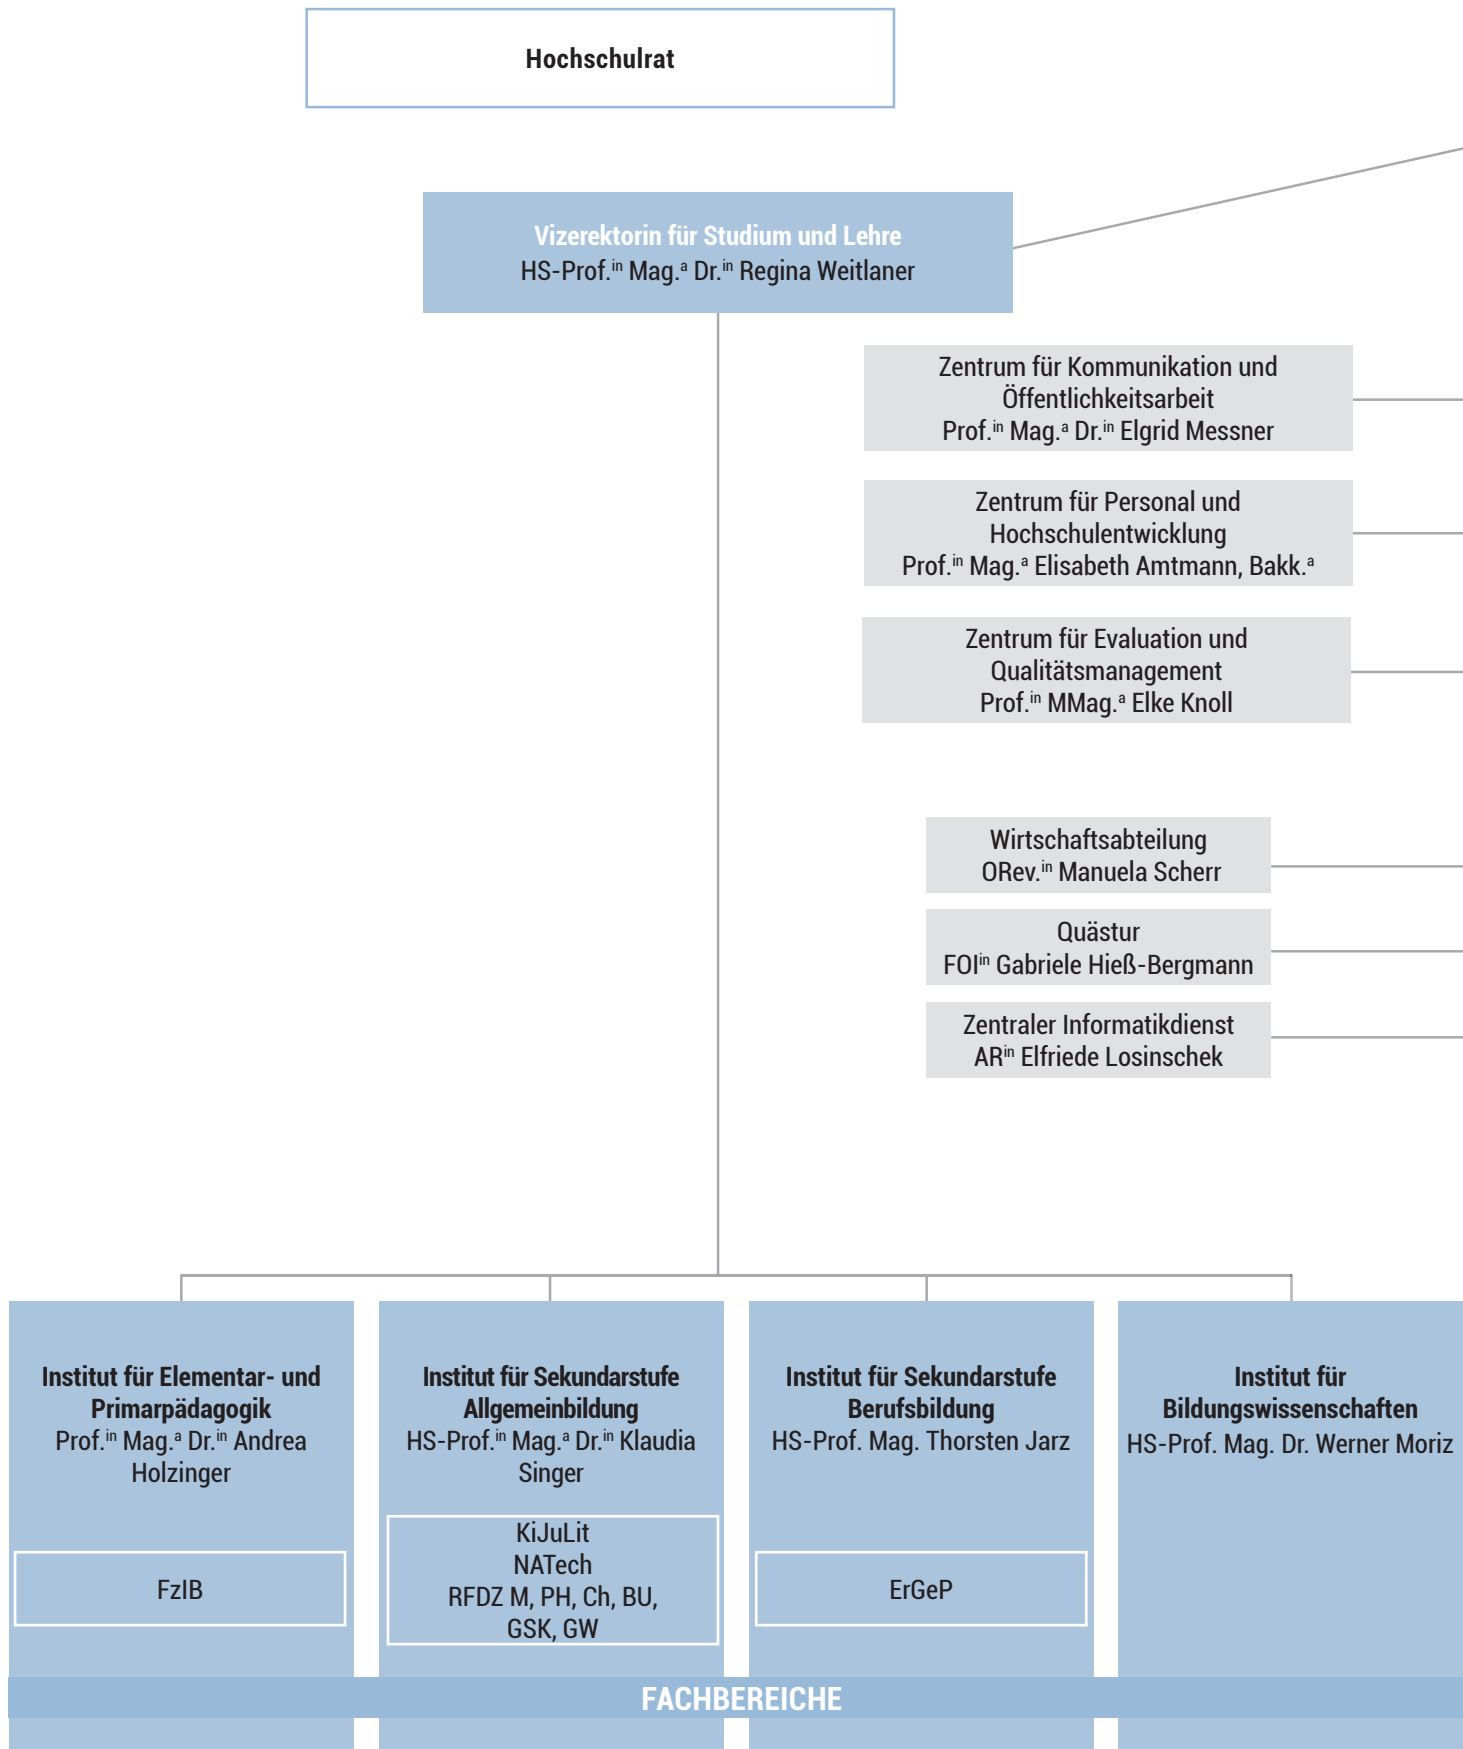 Hochschulrat
Vizerektorin für Studium und Lehre
HS-Prof.ⁱⁿ Mag.ᵃ Dr.ⁱⁿ Regina Weitlaner
Zentrum für Kommunikation und
Öffentlichkeitsarbeit
Prof.ⁱⁿ Mag.ᵃ Dr.ⁱⁿ Elgrid Messner
Zentrum für Personal und
Hochschulentwicklung
Prof.ⁱⁿ Mag.ᵃ Elisabeth Amtmann, Bakk.ᵃ
Zentrum für Evaluation und
Qualitätsmanagement
Prof.ⁱⁿ MMag.ᵃ Elke Knoll
Wirtschaftsabteilung
ORev.ⁱⁿ Manuela Scherr
Quästur
FOIⁱⁿ Gabriele Hieß-Bergmann
Zentraler Informatikdienst
ARⁱⁿ Elfriede Losinschek
Institut für Elementar- und
Primarpädagogik
Prof.ⁱⁿ Mag.ᵃ Dr.ⁱⁿ Andrea
Holzinger
FzIB
Institut für Sekundarstufe
Allgemeinbildung
HS-Prof.ⁱⁿ Mag.ᵃ Dr.ⁱⁿ Klaudia
Singer
KiJuLit
NATech
RFDZ M, PH, Ch, BU,
GSK, GW
Institut für Sekundarstufe
Berufsbildung
HS-Prof. Mag. Thorsten Jarz
ErGeP
Institut für
Bildungswissenschaften
HS-Prof. Mag. Dr. Werner Moriz
FACHBEREICHE